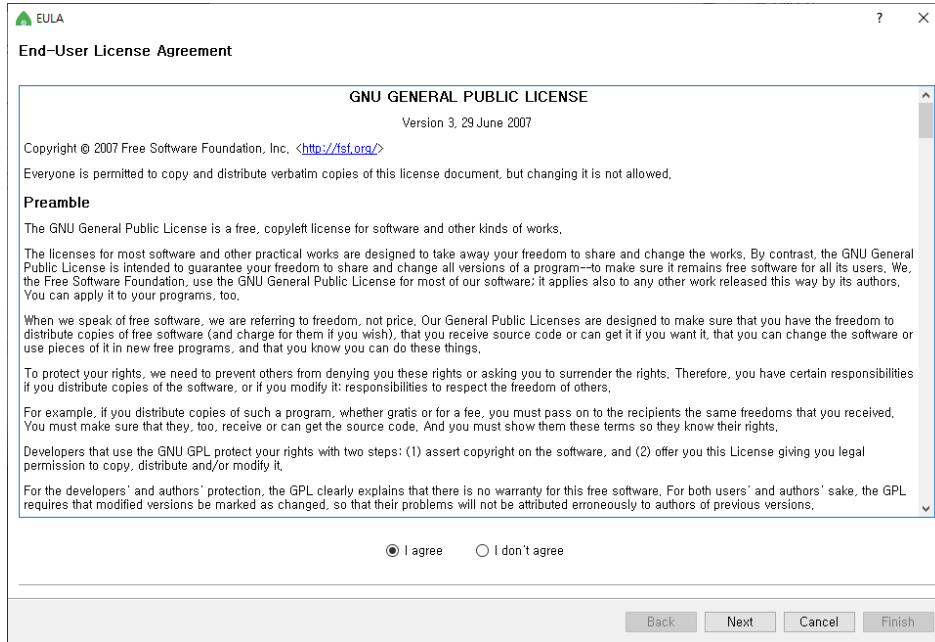 EULA
?
End-User License Agreement
GNU GENERAL PUBLIC LICENSE
Version 3, 29 June 2007
Copyright © 2007 Free Software Foundation, Inc. <http://fsf.org/>
Everyone is permitted to copy and distribute verbatim copies of this license document, but changing it is not allowed.
Preamble
The GNU General Public License is a free, copyleft license for software and other kinds of works.
The licenses for most software and other practical works are designed to take away your freedom to share and change the works. By contrast, the GNU General
Public License is intended to guarantee your freedom to share and change all versions of a program--to make sure it remains free software for all its users. We,
the Free Software Foundation, use the GNU General Public License for most of our software; it applies also to any other work released this way by its authors.
You can apply it to your programs, too.
When we speak of free software, we are referring to freedom, not price. Our General Public Licenses are designed to make sure that you have the freedom to
distribute copies of free software (and charge for them if you wish), that you receive source code or can get it if you want it, that you can change the software or
use pieces of it in new free programs, and that you know you can do these things.
To protect your rights, we need to prevent others from denying you these rights or asking you to surrender the rights. Therefore, you have certain responsibilities
if you distribute copies of the software, or if you modify it: responsibilities to respect the freedom of others.
For example, if you distribute copies of such a program, whether gratis or for a fee, you must pass on to the recipients the same freedoms that you received.
You must make sure that they, too, receive or can get the source code. And you must show them these terms so they know their rights.
Developers that use the GNU GPL protect your rights with two steps: (1) assert copyright on the software, and (2) offer you this License giving you legal
permission to copy, distribute and/or modify it.
For the developers' and authors' protection, the GPL clearly explains that there is no warranty for this free software. For both users' and authors' sake, the GPL
requires that modified versions be marked as changed, so that their problems will not be attributed erroneously to authors of previous versions.
I agree I don't agree
Back Next Cancel Finish